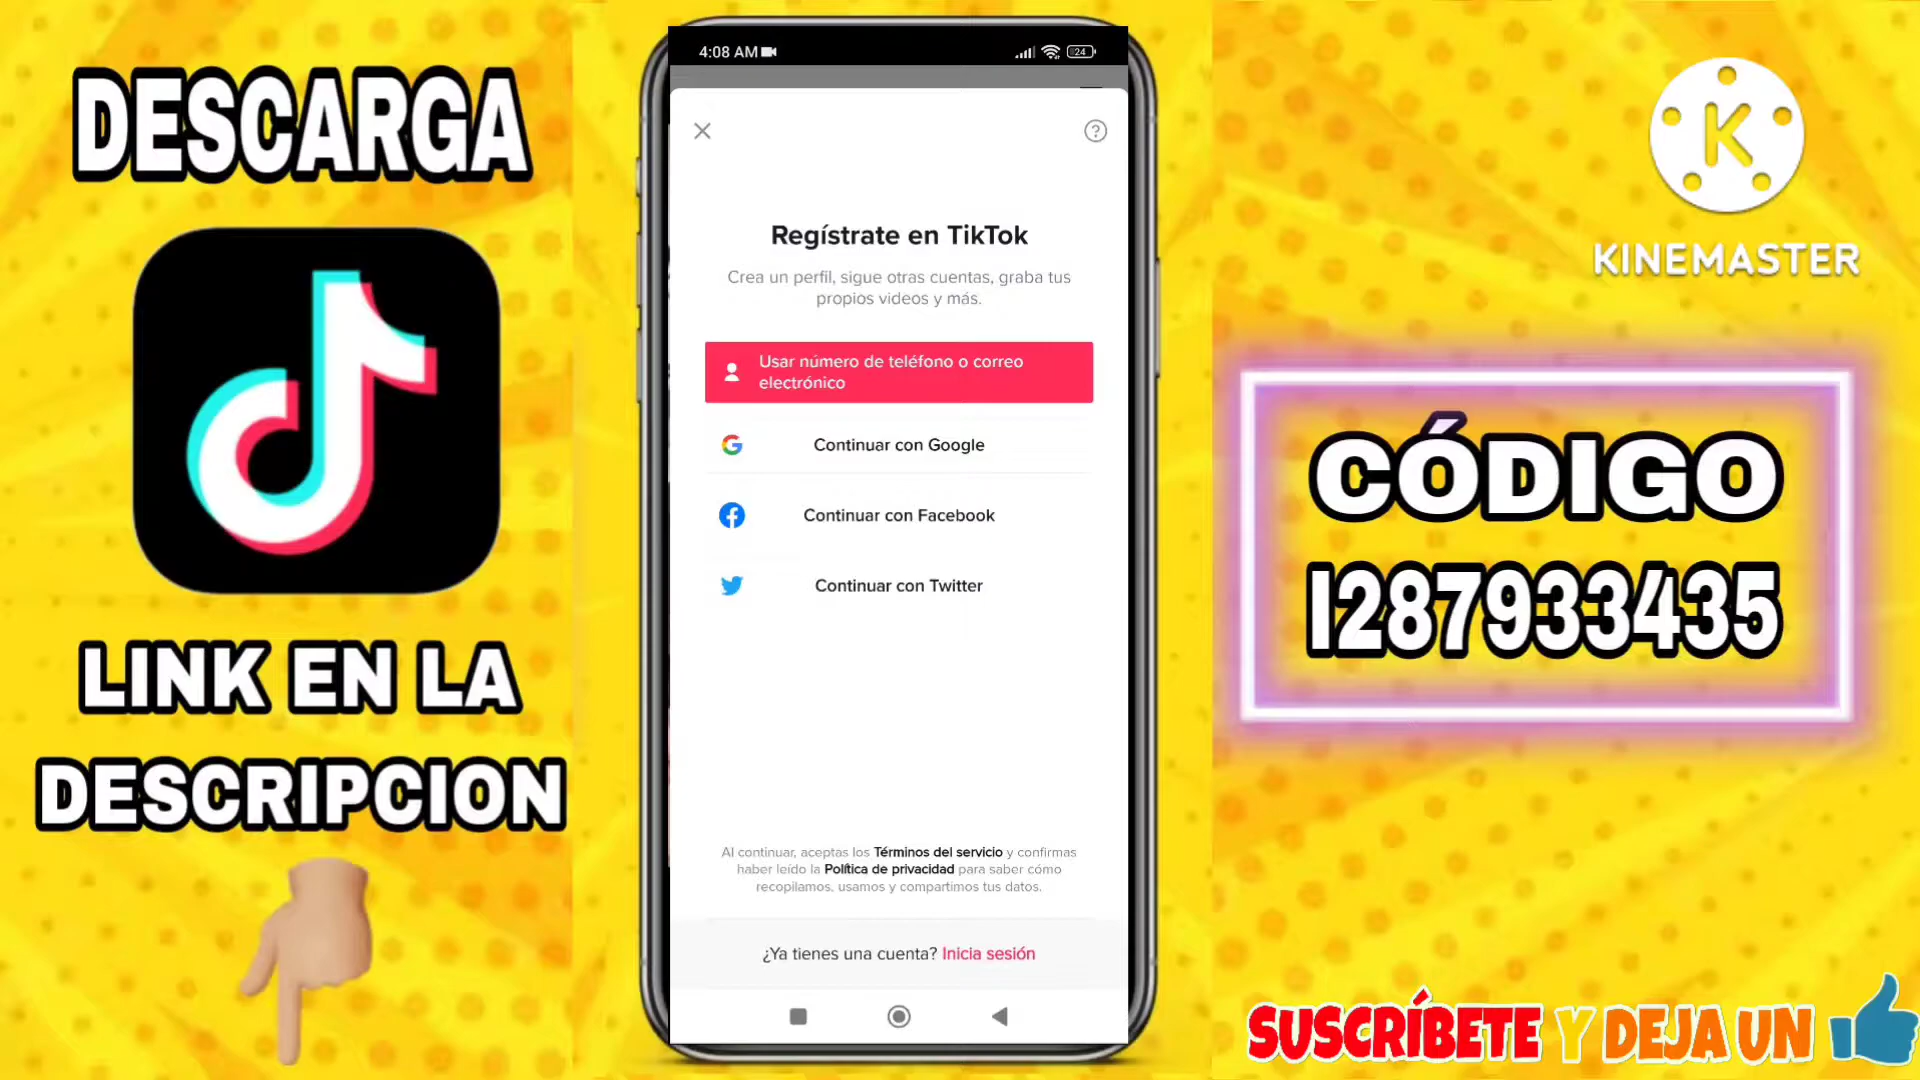 DESCARGA
LINK EN LA
DESCRIPCION
4:08 AM
24
Regístrate en TikTok
Crea un perfil, sigue otras cuentas, graba tus
propios videos y más.
Usar número de teléfono o correo
electrónico
Continuar con Google
Continuar con Facebook
Continuar con Twitter
Al continuar, aceptas los Términos del servicio y confirmas
haber leído la Política de privacidad para saber cómo
recopilamos, usamos y compartimos tus datos.
¿Ya tienes una cuenta? Inicia sesión
K
KINEMASTER
CÓDIGO
1287933435
SUSCRÍBETE Y DEJA UN